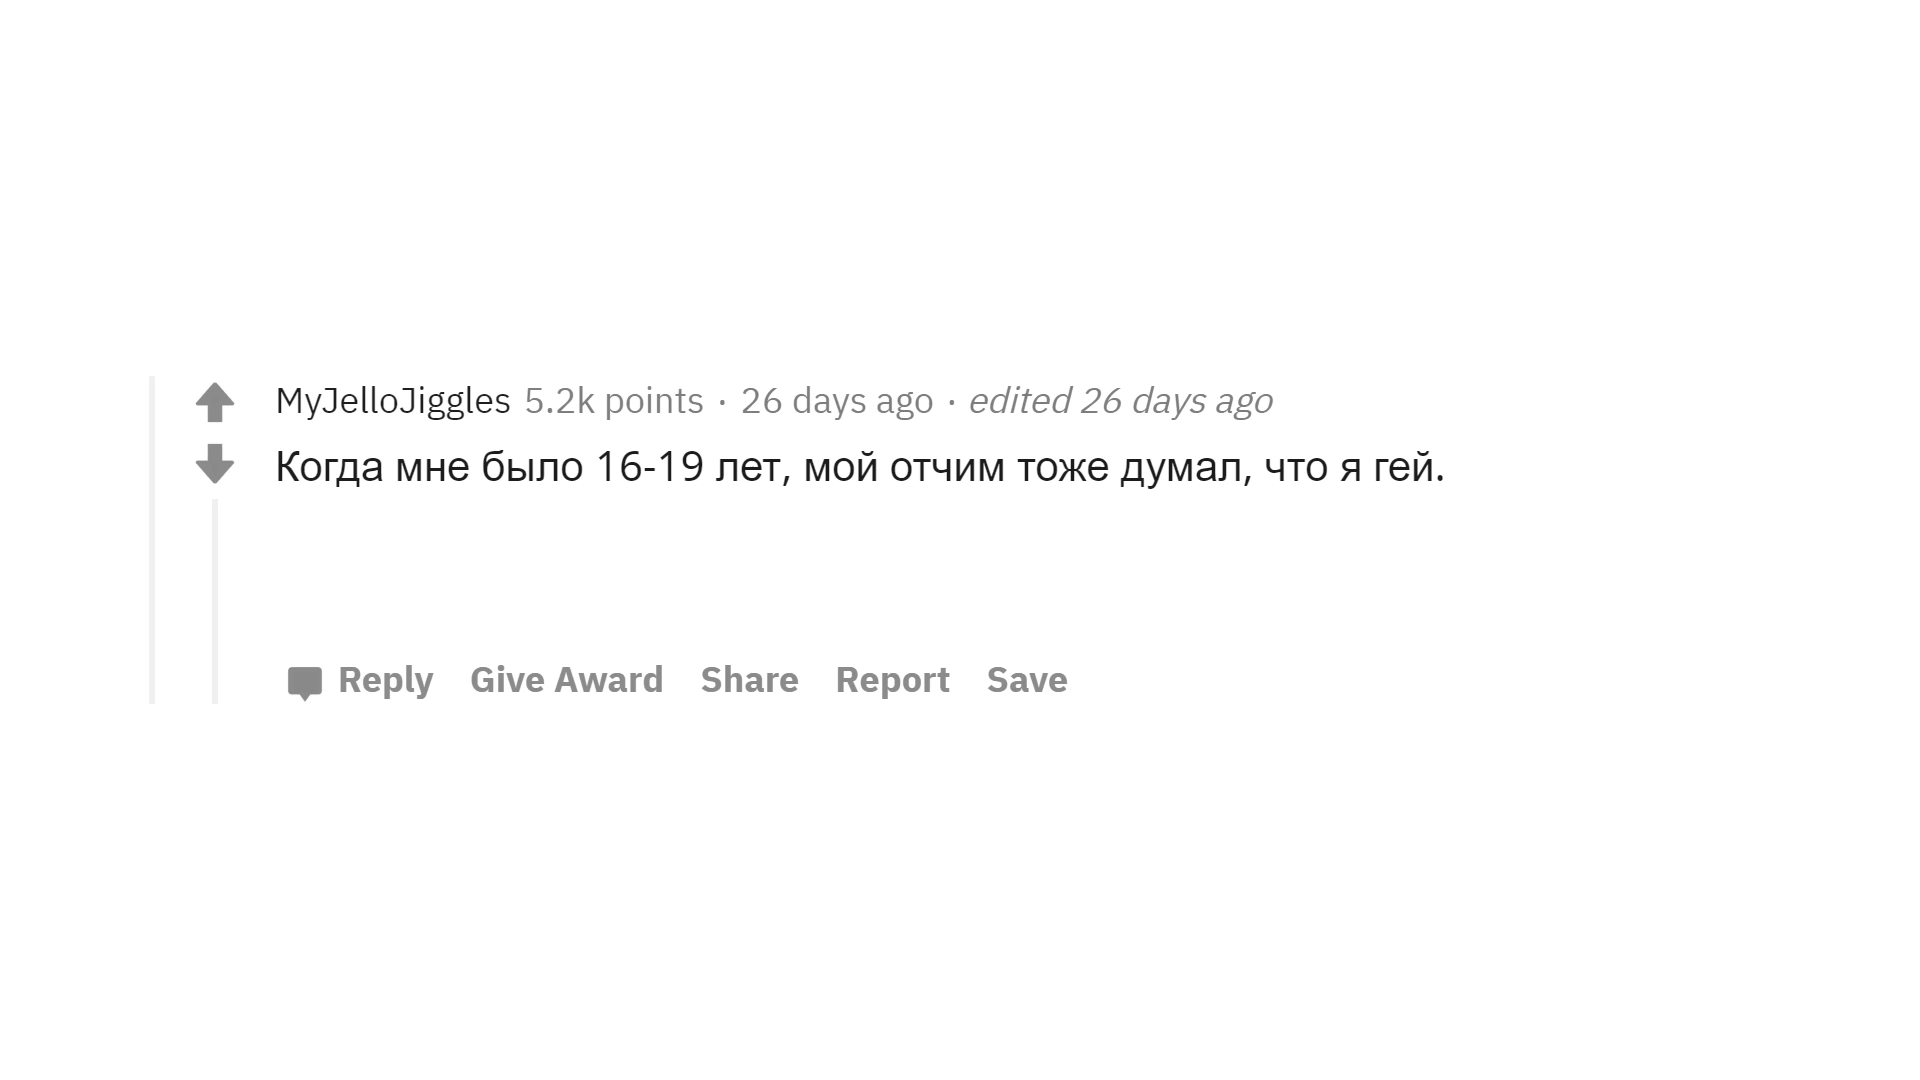 MyJelloJiggles 5.2k points · 26 days ago · edited 26 days ago
Когда мне было 16-19 лет, мой отчим тоже думал, что я гей.
Reply Give Award Share Report Save